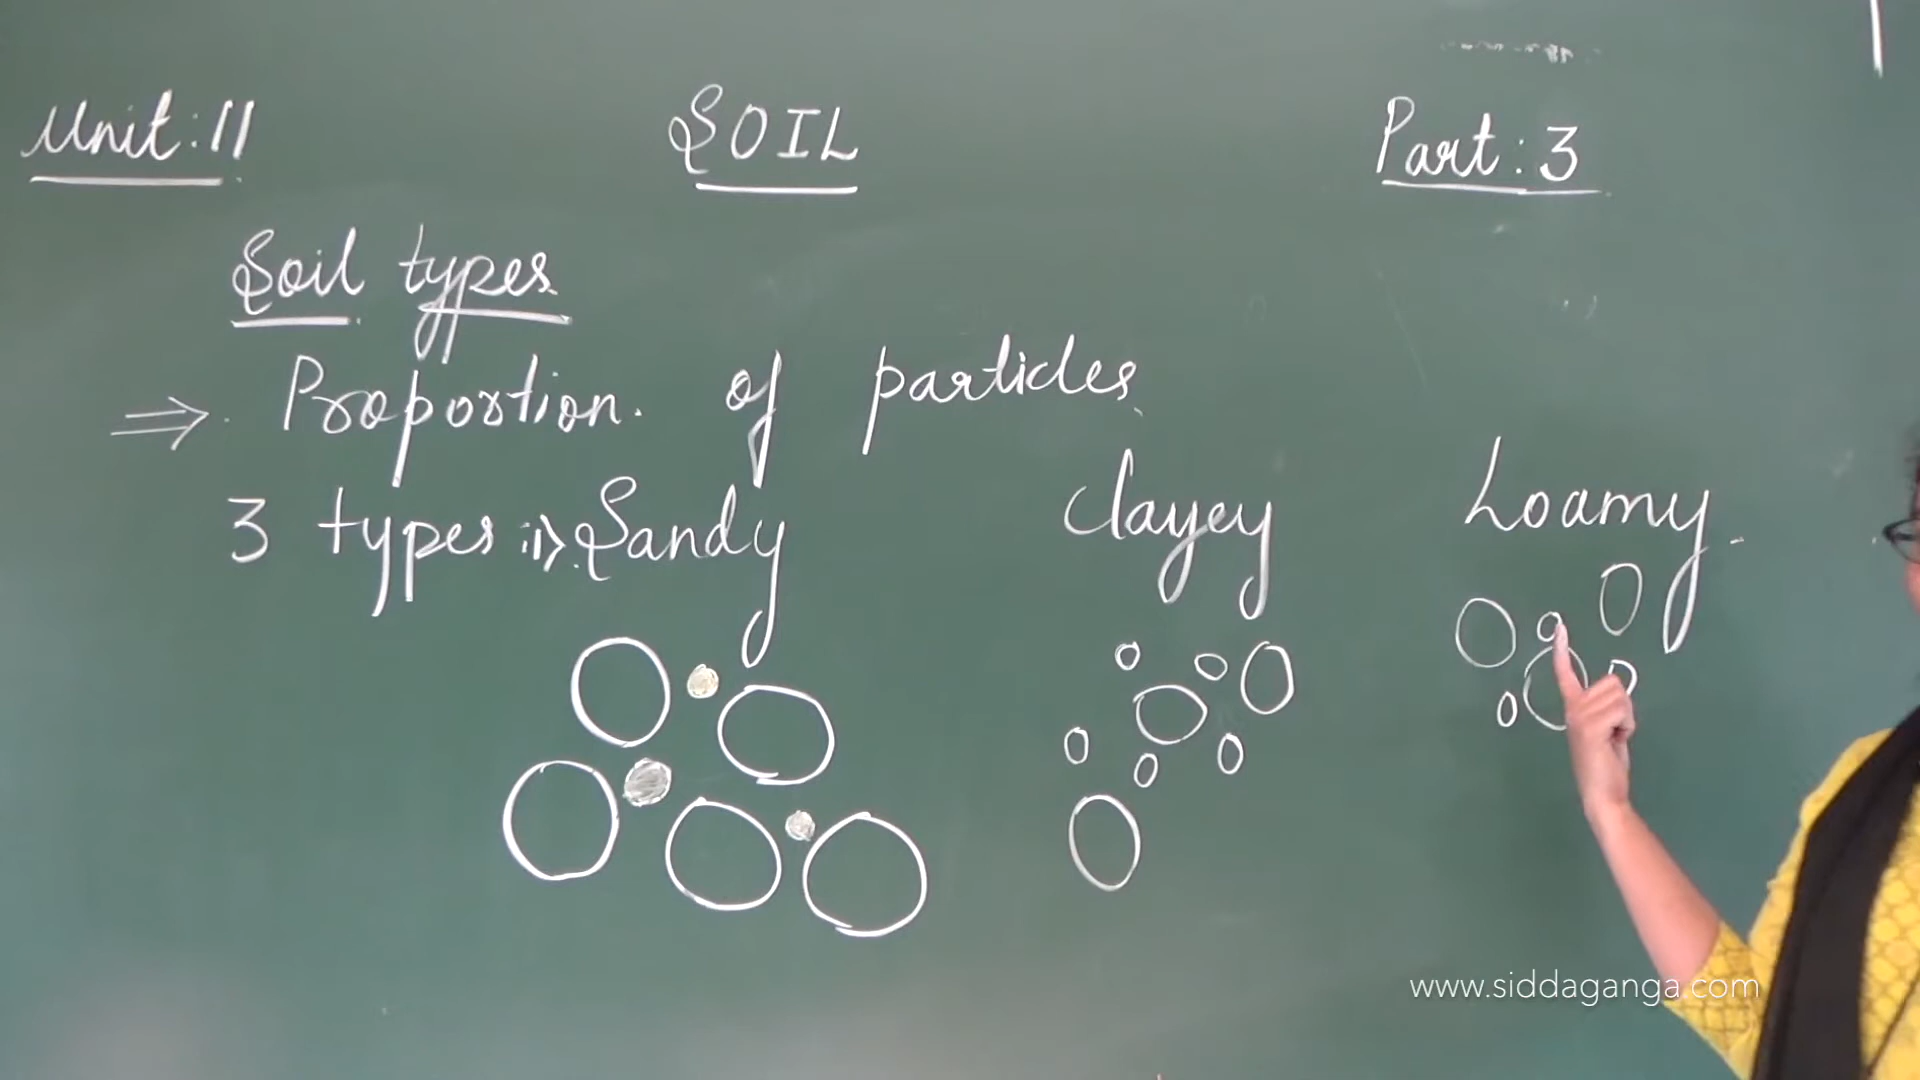 Unit : 11 SOIL Part : 3
Soil types
⇒ Proportion. of particles
3 types :i) Sandy Clayey Loamy.
www.siddaganga.com